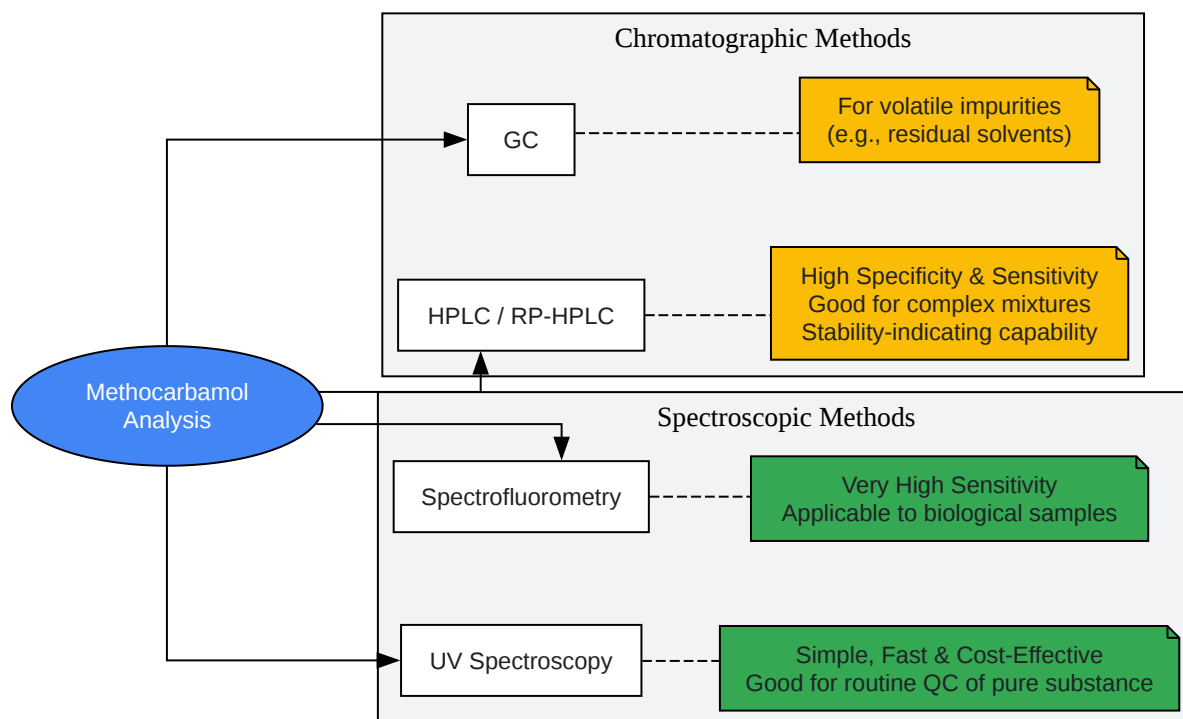 Chromatographic Methods
GC
For volatile impurities
(e.g., residual solvents)
HPLC / RP-HPLC
High Specificity & Sensitivity
Good for complex mixtures
Stability-indicating capability
Methocarbamol
Analysis
Spectroscopic Methods
Spectrofluorometry
Very High Sensitivity
Applicable to biological samples
UV Spectroscopy
Simple, Fast & Cost-Effective
Good for routine QC of pure substance